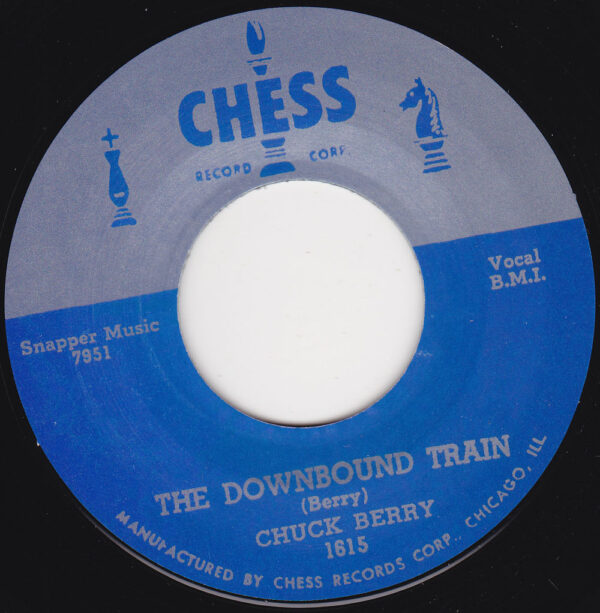 CHESS
RECORD CORP.
Vocal
B.M.I.
Snapper Music
7951
THE DOWNBOUND TRAIN
(Berry)
CHUCK BERRY
1615
MANUFACTURED BY CHESS RECORDS CORP., CHICAGO, ILL